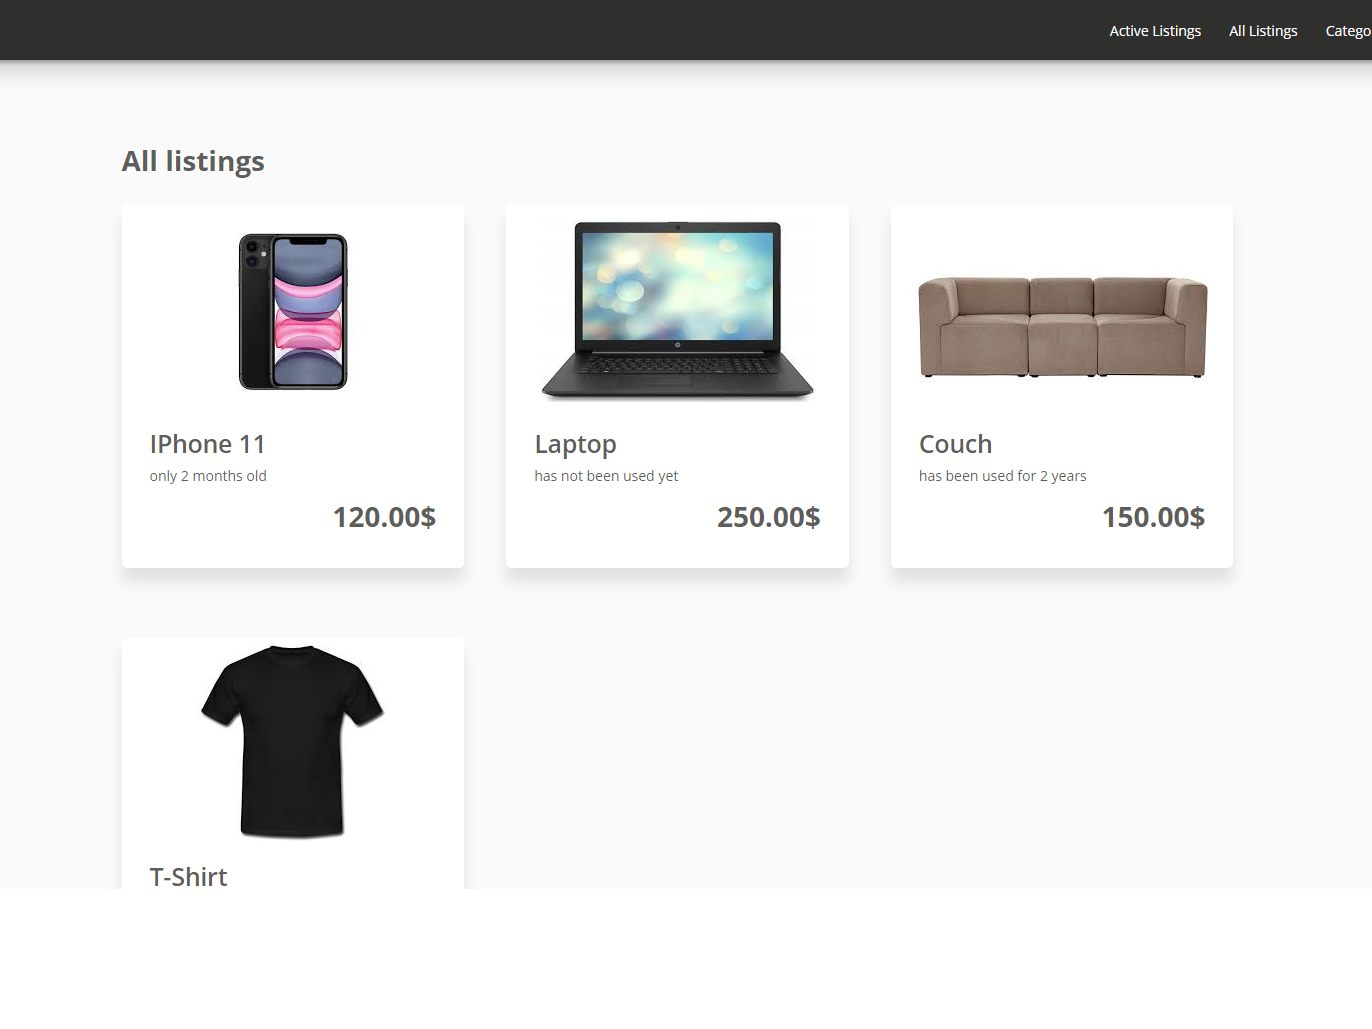 Active Listings All Listings Catego
All listings
IPhone 11
only 2 months old
120.00$
Laptop
has not been used yet
250.00$
Couch
has been used for 2 years
150.00$
T-Shirt